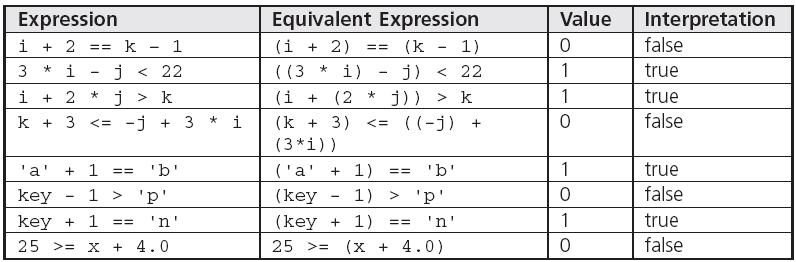 Expression Equivalent Expression Value Interpretation
i + 2 == k - 1 (i + 2) == (k - 1) 0 false
3 * i - j < 22 ((3 * i) - j) < 22 1 true
i + 2 * j > k (i + (2 * j)) > k 1 true
k + 3 <= -j + 3 * i (k + 3) <= ((-j) + 0 false
(3*i))
'a' + 1 == 'b' ('a' + 1) == 'b' 1 true
key - 1 > 'p' (key - 1) > 'p' 0 false
key + 1 == 'n' (key + 1) == 'n' 1 true
25 >= x + 4.0 25 >= (x + 4.0) 0 false